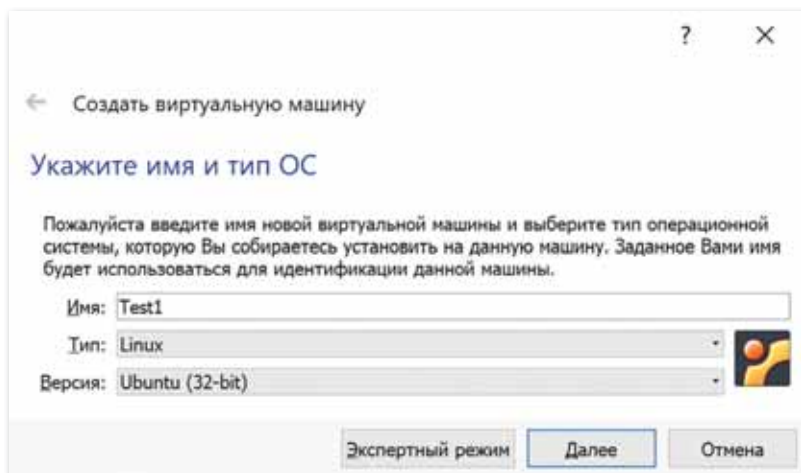 ?
Создать виртуальную машину
Укажите имя и тип ОС
Пожалуйста введите имя новой виртуальной машины и выберите тип операционной
системы, которую Вы собираетесь установить на данную машину. Заданное Вами имя
будет использоваться для идентификации данной машины.
Имя: Test1
Тип: Linux
Версия: Ubuntu (32-bit)
Экспертный режим Далее Отмена